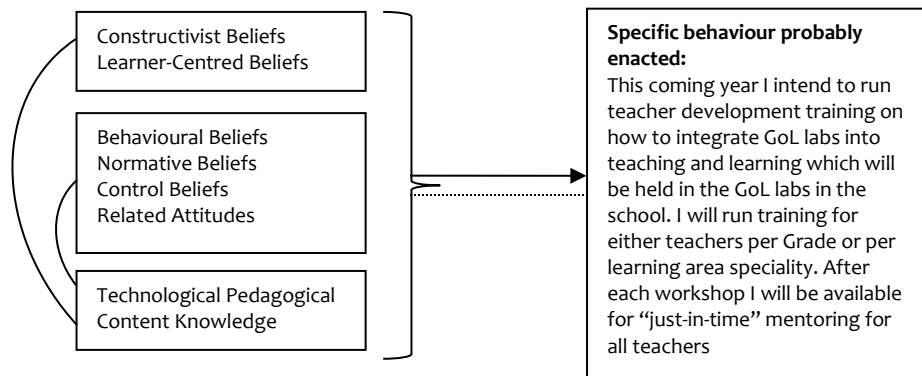 Constructivist Beliefs
Learner-Centred Beliefs
Behavioural Beliefs
Normative Beliefs
Control Beliefs
Related Attitudes
Technological Pedagogical
Content Knowledge
Specific behaviour probably
enacted:
This coming year I intend to run
teacher development training on
how to integrate GoL labs into
teaching and learning which will
be held in the GoL labs in the
school. I will run training for
either teachers per Grade or per
learning area speciality. After
each workshop I will be available
for “just-in-time” mentoring for
all teachers